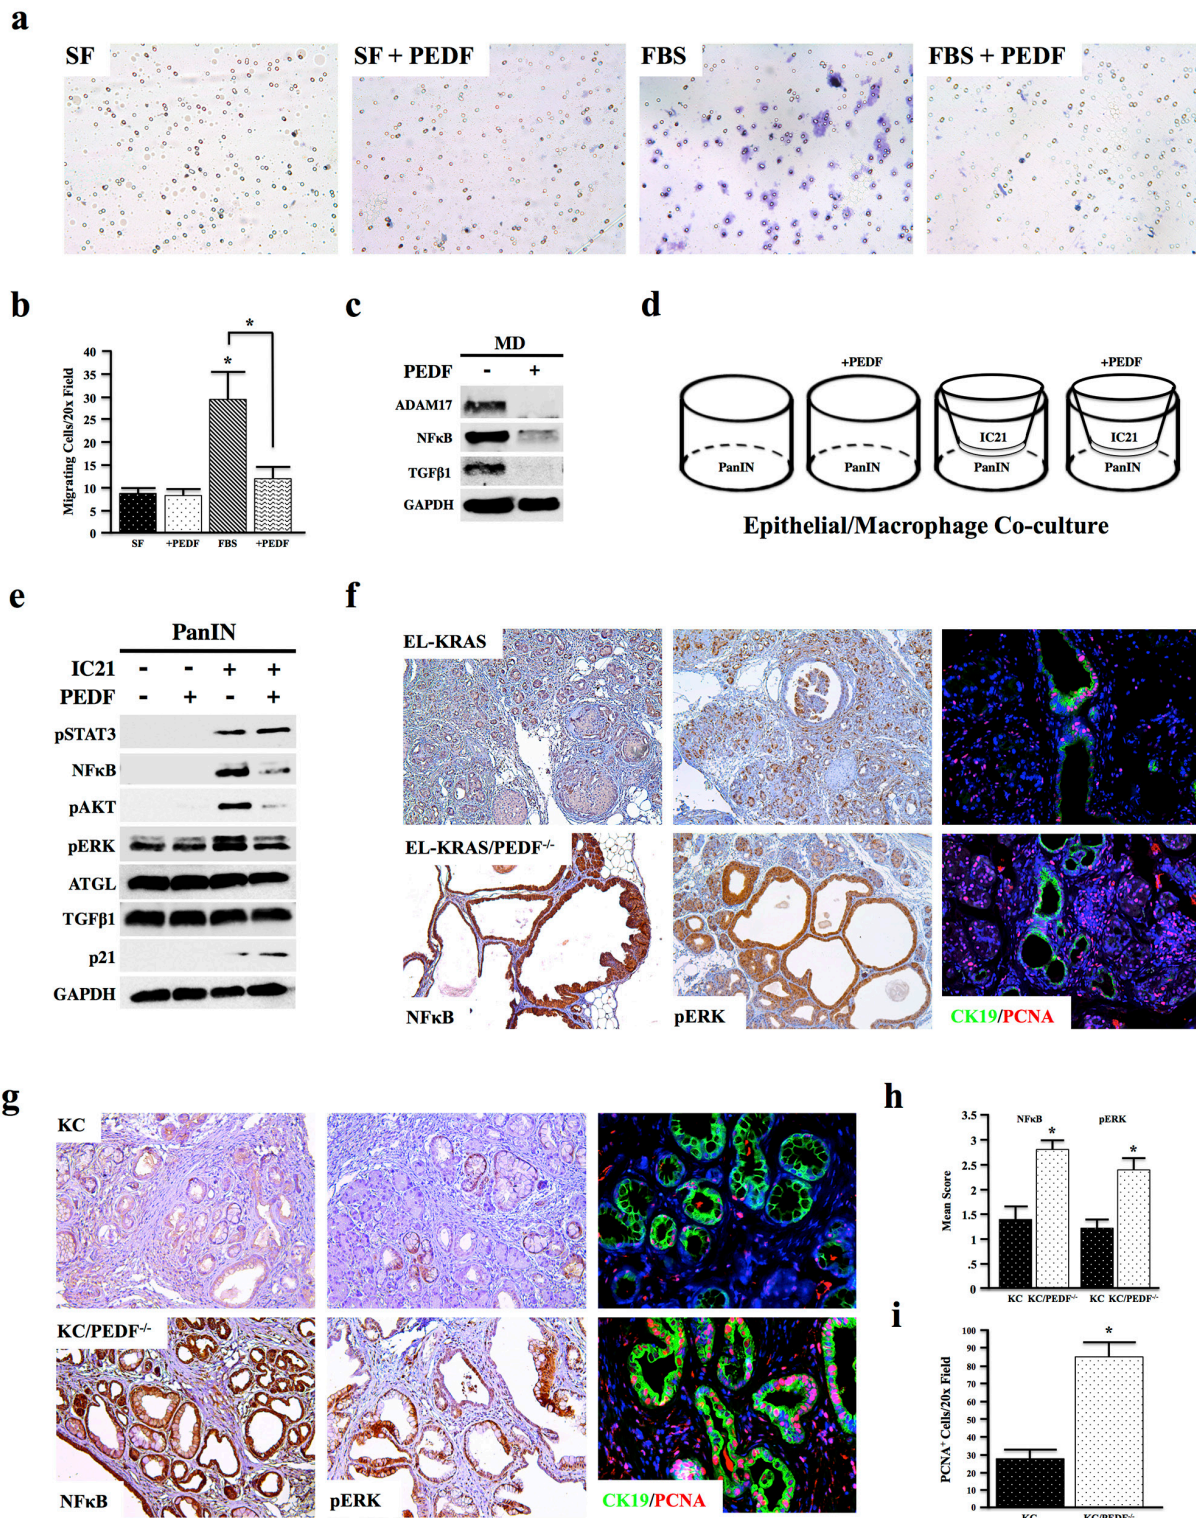 a
SF
SF + PEDF
FBS
FBS + PEDF
b
Migrating Cells/20x Field
40
35
30
25
20
15
10
5
0
*
*
SF
+PEDF
FBS
+PEDF
c
MD
PEDF - +
ADAM17
NFκB
TGFβ1
GAPDH
d
+PEDF
+PEDF
IC21
IC21
PanIN
PanIN
PanIN
PanIN
Epithelial/Macrophage Co-culture
e
PanIN
IC21 - - + +
PEDF - + - +
pSTAT3
NFκB
pAKT
pERK
ATGL
TGFβ1
p21
GAPDH
f
EL-KRAS
EL-KRAS/PEDF-/-
NFκB
pERK
CK19/PCNA
g
KC
KC/PEDF-/-
NFκB
pERK
CK19/PCNA
h
Mean Score
3.5
3
2.5
2
1.5
1
.5
0
NFκB
pERK
*
*
KC KC/PEDF-/- KC KC/PEDF-/-
i
PCNA+ Cells/20x Field
100
90
80
70
60
50
40
30
20
10
0
*
KC KC/PEDF-/-